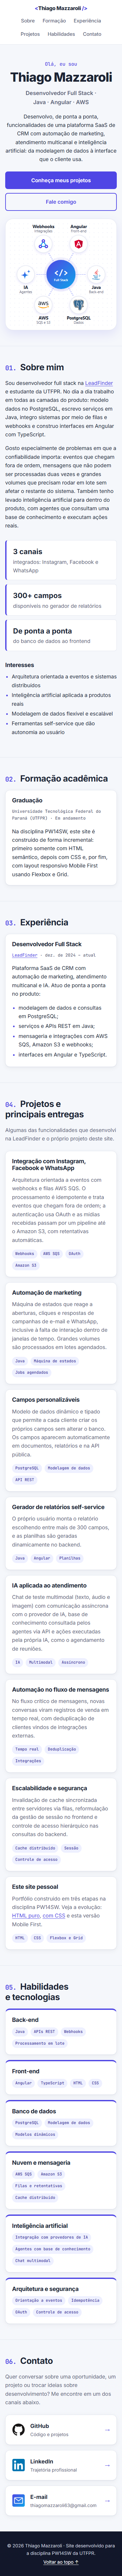 <Thiago Mazzaroli />
Sobre Formação Experiência
Projetos Habilidades Contato
Olá, eu sou
Thiago Mazzaroli
Desenvolvedor Full Stack ·
Java · Angular · AWS
Desenvolvo, de ponta a ponta,
funcionalidades de uma plataforma SaaS de
CRM com automação de marketing,
atendimento multicanal e inteligência
artificial, da modelagem de dados à interface
que o cliente usa.
Conheça meus projetos
Fale comigo
Webhooks
Integrações
Angular
Front-end
IA
Agentes
</>
Full Stack
Java
Back-end
aws
AWS
SQS e S3
PostgreSQL
Dados
01. Sobre mim
Sou desenvolvedor full stack na LeadFinder
e estudante da UTFPR. No dia a dia trabalho
em todas as camadas do produto: modelo
dados no PostgreSQL, escrevo serviços em
Java, integro sistemas por meio de filas e
webhooks e construo interfaces em Angular
com TypeScript.
Gosto especialmente de problemas em que a
confiabilidade importa: eventos que chegam
fora de ordem, mensagens que não podem
ser processadas duas vezes e grandes
volumes que precisam ser lidos em lote sem
afetar o restante do sistema. Também tenho
integrado inteligência artificial ao produto
com agentes que consultam uma base de
conhecimento e executam ações reais.
3 canais
integrados: Instagram, Facebook e
WhatsApp
300+ campos
disponíveis no gerador de relatórios
De ponta a ponta
do banco de dados ao frontend
Interesses
Arquitetura orientada a eventos e sistemas
distribuídos
Inteligência artificial aplicada a produtos
reais
Modelagem de dados flexível e escalável
Ferramentas self-service que dão
autonomia ao usuário
02. Formação acadêmica
Graduação
Universidade Tecnológica Federal do
Paraná (UTFPR) · Em andamento
Na disciplina PW14SW, este site é
construído de forma incremental:
primeiro somente com HTML
semântico, depois com CSS e, por fim,
com layout responsivo Mobile First
usando Flexbox e Grid.
03. Experiência
Desenvolvedor Full Stack
LeadFinder · dez. de 2024 – atual
Plataforma SaaS de CRM com
automação de marketing, atendimento
multicanal e IA. Atuo de ponta a ponta
no produto:
modelagem de dados e consultas
em PostgreSQL;
serviços e APIs REST em Java;
mensageria e integrações com AWS
SQS, Amazon S3 e webhooks;
interfaces em Angular e TypeScript.
04. Projetos e
principais entregas
Algumas das funcionalidades que desenvolvi
na LeadFinder e o próprio projeto deste site.
Integração com Instagram,
Facebook e WhatsApp
Arquitetura orientada a eventos com
webhooks e filas AWS SQS. O
processamento é idempotente e trata
eventos que chegam fora de ordem; a
autenticação usa OAuth e as mídias
recebidas passam por um pipeline até
o Amazon S3, com retentativas
automáticas.
Webhooks AWS SQS OAuth
Amazon S3
Automação de marketing
Máquina de estados que reage a
aberturas, cliques e respostas de
campanhas de e-mail e WhatsApp,
inclusive à falta de interação dentro de
uma janela de tempo. Grandes volumes
são processados em lotes agendados.
Java Máquina de estados
Jobs agendados
Campos personalizáveis
Modelo de dados dinâmico e tipado
que permite a cada cliente criar os
próprios campos sem alterar o banco.
Os campos aparecem automaticamente
em documentos, relatórios e na API
pública.
PostgreSQL Modelagem de dados
API REST
Gerador de relatórios self-service
O próprio usuário monta o relatório
escolhendo entre mais de 300 campos,
e as planilhas são geradas
dinamicamente no backend.
Java Angular Planilhas
IA aplicada ao atendimento
Chat de texto multimodal (texto, áudio e
imagem) com comunicação assíncrona
com o provedor de IA, base de
conhecimento consultada pelos
agentes via API e ações executadas
pela própria IA, como o agendamento
de reuniões.
IA Multimodal Assíncrono
Automação no fluxo de mensagens
No fluxo crítico de mensagens, novas
conversas viram registros de venda em
tempo real, com deduplicação de
clientes vindos de integrações
externas.
Tempo real Deduplicação
Integrações
Escalabilidade e segurança
Invalidação de cache sincronizada
entre servidores via filas, reformulação
da gestão de sessão no frontend e
controle de acesso hierárquico nas
consultas do backend.
Cache distribuído Sessão
Controle de acesso
Este site pessoal
Portfólio construído em três etapas na
disciplina PW14SW. Veja a evolução:
HTML puro, com CSS e esta versão
Mobile First.
HTML CSS Flexbox e Grid
05. Habilidades
e tecnologias
Back-end
Java APIs REST Webhooks
Processamento em lote
Front-end
Angular TypeScript HTML CSS
Banco de dados
PostgreSQL Modelagem de dados
Modelos dinâmicos
Nuvem e mensageria
AWS SQS Amazon S3
Filas e retentativas
Cache distribuído
Inteligência artificial
Integração com provedores de IA
Agentes com base de conhecimento
Chat multimodal
Arquitetura e segurança
Orientação a eventos Idempotência
OAuth Controle de acesso
06. Contato
Quer conversar sobre uma oportunidade, um
projeto ou trocar ideias sobre
desenvolvimento? Me encontre em um dos
canais abaixo.
GitHub
Código e projetos
→
LinkedIn
Trajetória profissional
→
E-mail
thiagomazzaroli63@gmail.com
→
© 2026 Thiago Mazzaroli · Site desenvolvido para
a disciplina PW14SW da UTFPR.
Voltar ao topo ↑